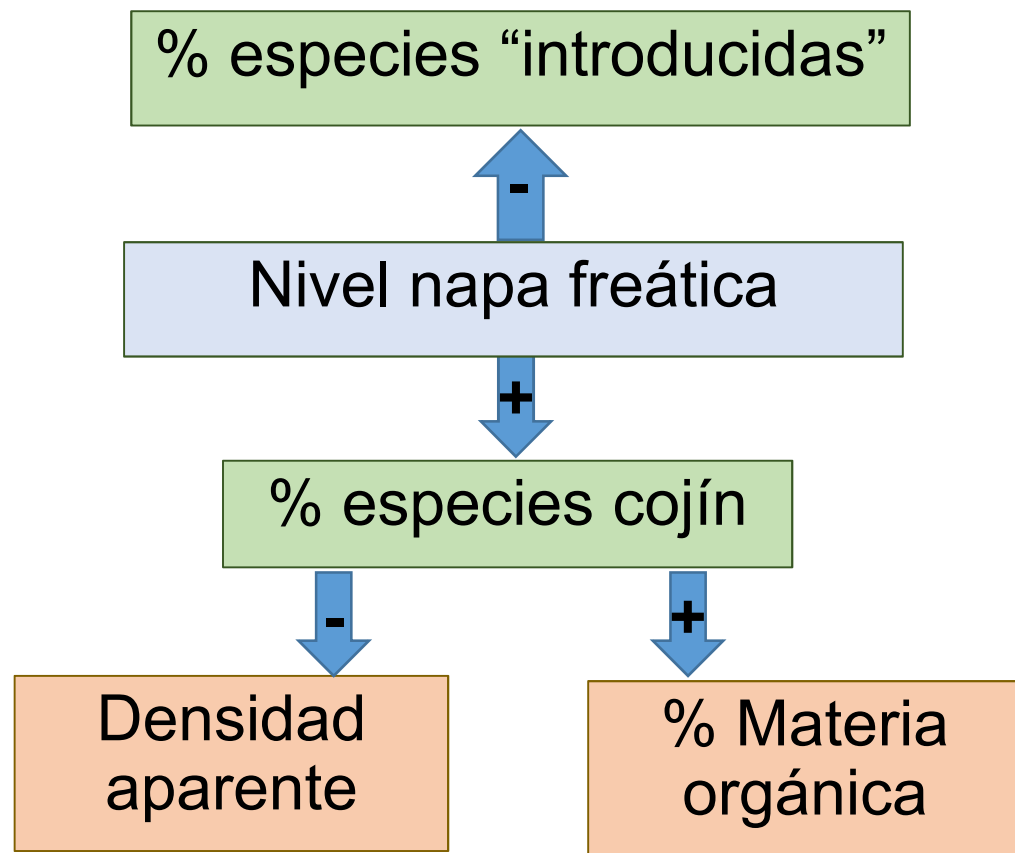 % especies “introducidas”
-
Nivel napa freática
+
% especies cojín
-
+
Densidad
aparente
% Materia
orgánica